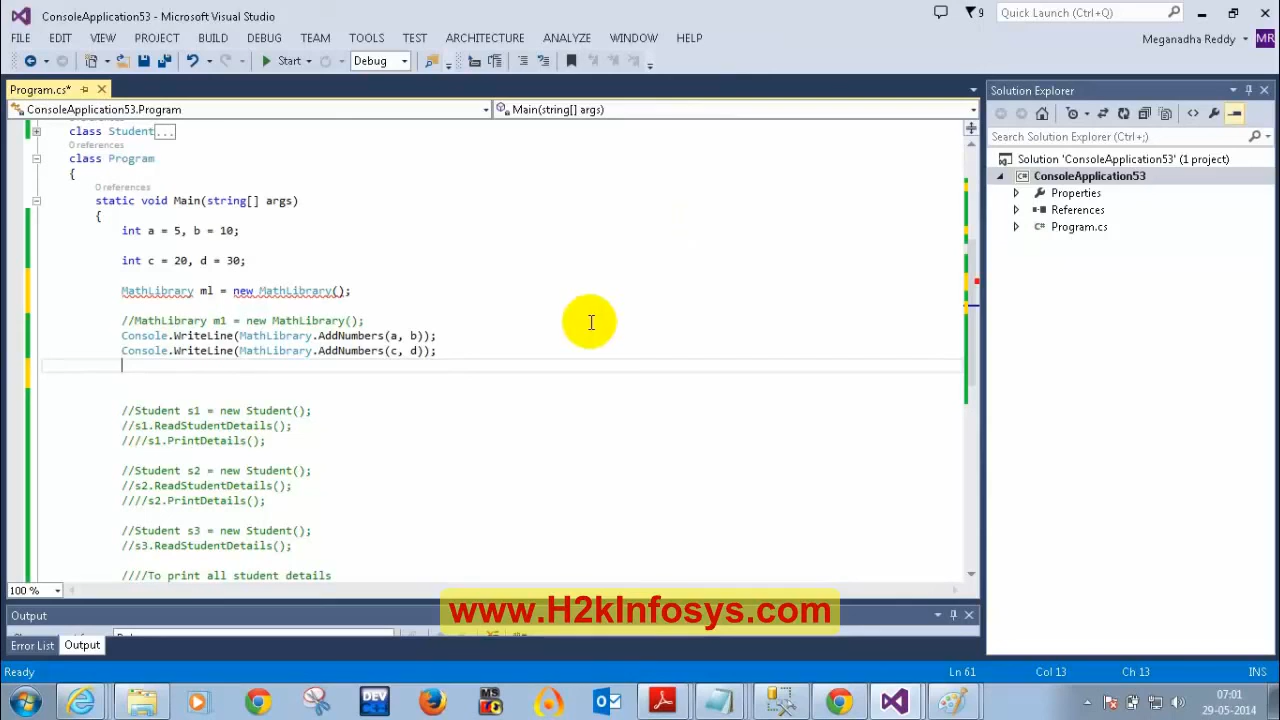 ConsoleApplication53 - Microsoft Visual Studio
9
Quick Launch (Ctrl+Q)
FILE EDIT VIEW PROJECT BUILD DEBUG TEAM TOOLS TEST ARCHITECTURE ANALYZE WINDOW HELP
Meganadha Reddy MR
Start Debug
Program.cs*
ConsoleApplication53.Program
Main(string[] args)
class Student...
0 references
class Program
{
0 references
static void Main(string[] args)
{
int a = 5, b = 10;
int c = 20, d = 30;
MathLibrary ml = new MathLibrary();
//MathLibrary m1 = new MathLibrary();
Console.WriteLine(MathLibrary.AddNumbers(a, b));
Console.WriteLine(MathLibrary.AddNumbers(c, d));
//Student s1 = new Student();
//s1.ReadStudentDetails();
////s1.PrintDetails();
//Student s2 = new Student();
//s2.ReadStudentDetails();
////s2.PrintDetails();
//Student s3 = new Student();
//s3.ReadStudentDetails();
////To print all student details
100 %
Solution Explorer
Search Solution Explorer (Ctrl+;)
Solution 'ConsoleApplication53' (1 project)
ConsoleApplication53
Properties
References
Program.cs
Output
www.H2kInfosys.com
Error List Output
Ready Ln 61 Col 13 Ch 13 INS
DEV
MS
07:01
29-05-2014